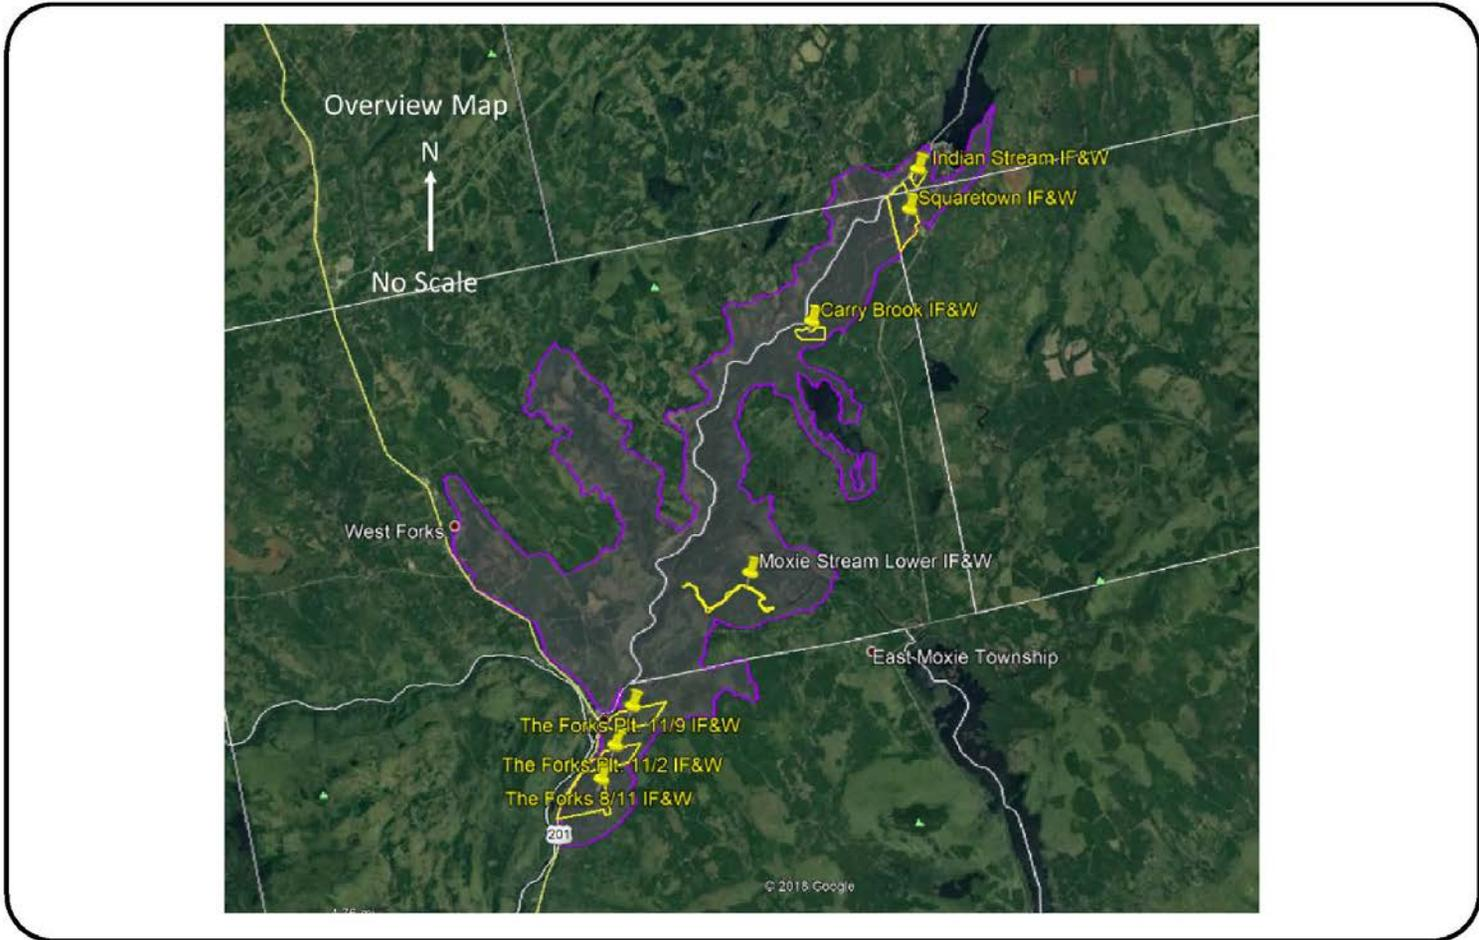 Overview Map
N
No Scale
Indian Stream IF&W
Squaretown IF&W
Carry Brook IF&W
West Forks
Moxie Stream Lower IF&W
East Moxie Township
The Forks Plt. 11/9 IF&W
The Forks Plt. 11/2 IF&W
The Forks 8/11 IF&W
201
© 2018 Google